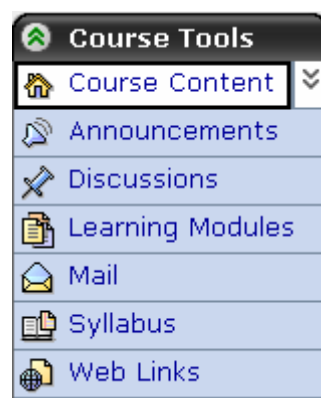 Course Tools
Course Content
Announcements
Discussions
Learning Modules
Mail
Syllabus
Web Links